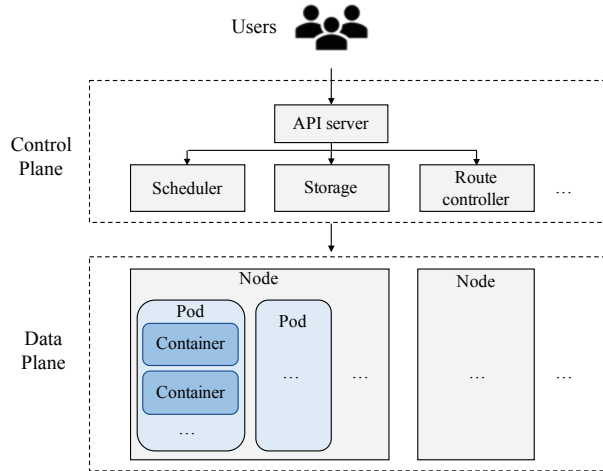 Users
API server
Control
Plane
Scheduler
Storage
Route
controller
...
Node
Node
Pod
Pod
Container
Data
Plane
...
...
...
...
Container
...